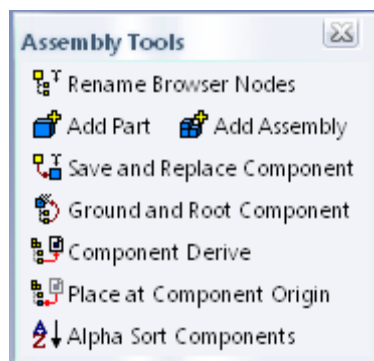 Assembly Tools
Rename Browser Nodes
Add Part Add Assembly
Save and Replace Component
Ground and Root Component
Component Derive
Place at Component Origin
Alpha Sort Components